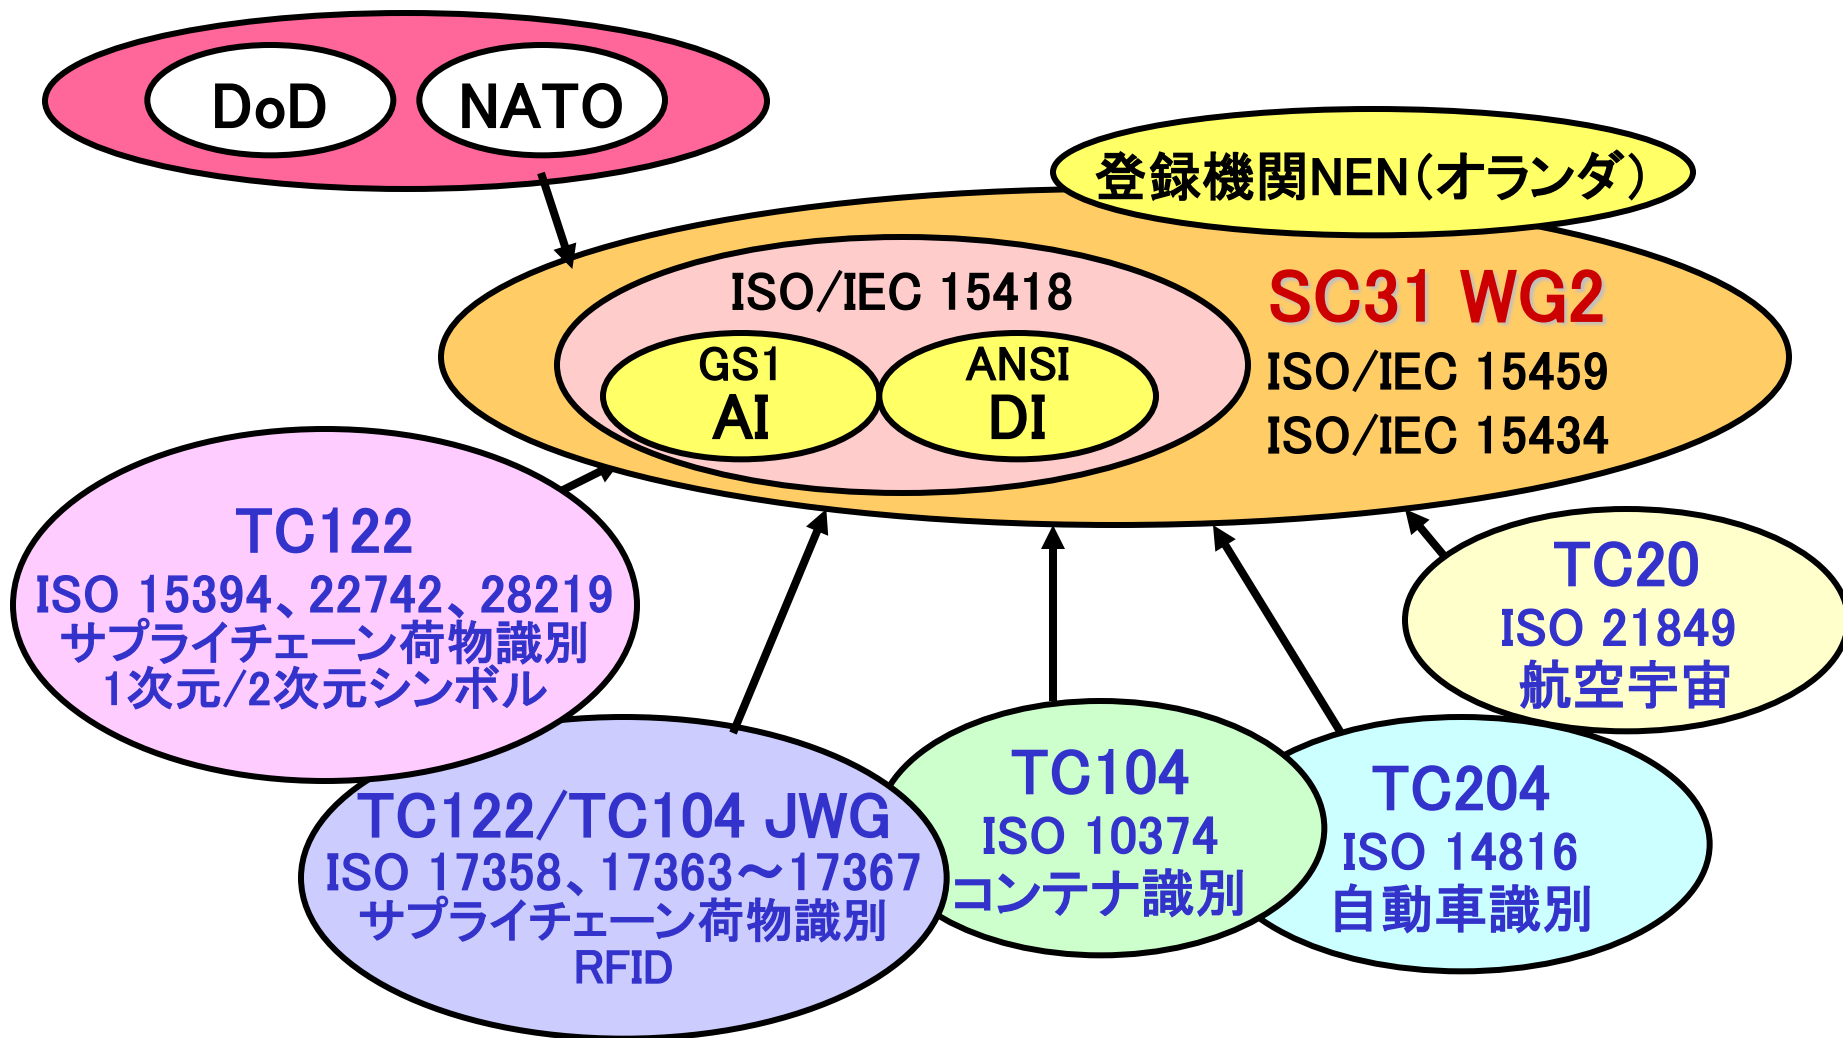 DoD
NATO
登録機関NEN(オランダ)
ISO/IEC 15418
GS1
AI
ANSI
DI
SC31 WG2
ISO/IEC 15459
ISO/IEC 15434
TC122
ISO 15394、22742、28219
サプライチェーン荷物識別
1次元/2次元シンボル
TC122/TC104 JWG
ISO 17358、17363～17367
サプライチェーン荷物識別
RFID
TC104
ISO 10374
コンテナ識別
TC204
ISO 14816
自動車識別
TC20
ISO 21849
航空宇宙